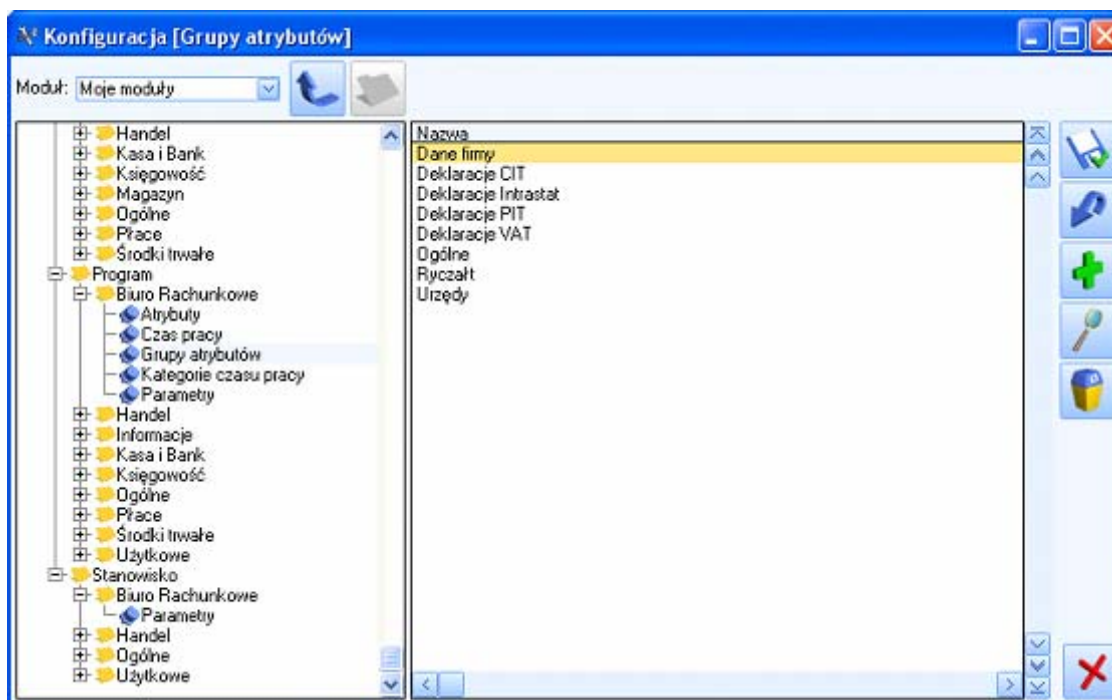 Konfiguracja [Grupy atrybutów]
Moduł: Moje moduły
Handel
Kasa i Bank
Księgowość
Magazyn
Ogólne
Płace
Środki trwałe
Program
Biuro Rachunkowe
Atrybuty
Czas pracy
Grupy atrybutów
Kategorie czasu pracy
Parametry
Handel
Informacje
Kasa i Bank
Księgowość
Ogólne
Płace
Środki trwałe
Użytkowe
Stanowisko
Biuro Rachunkowe
Parametry
Handel
Ogólne
Użytkowe
Nazwa
Dane firmy
Deklaracje CIT
Deklaracje Intrastat
Deklaracje PIT
Deklaracje VAT
Ogólne
Ryczałt
Urzędy